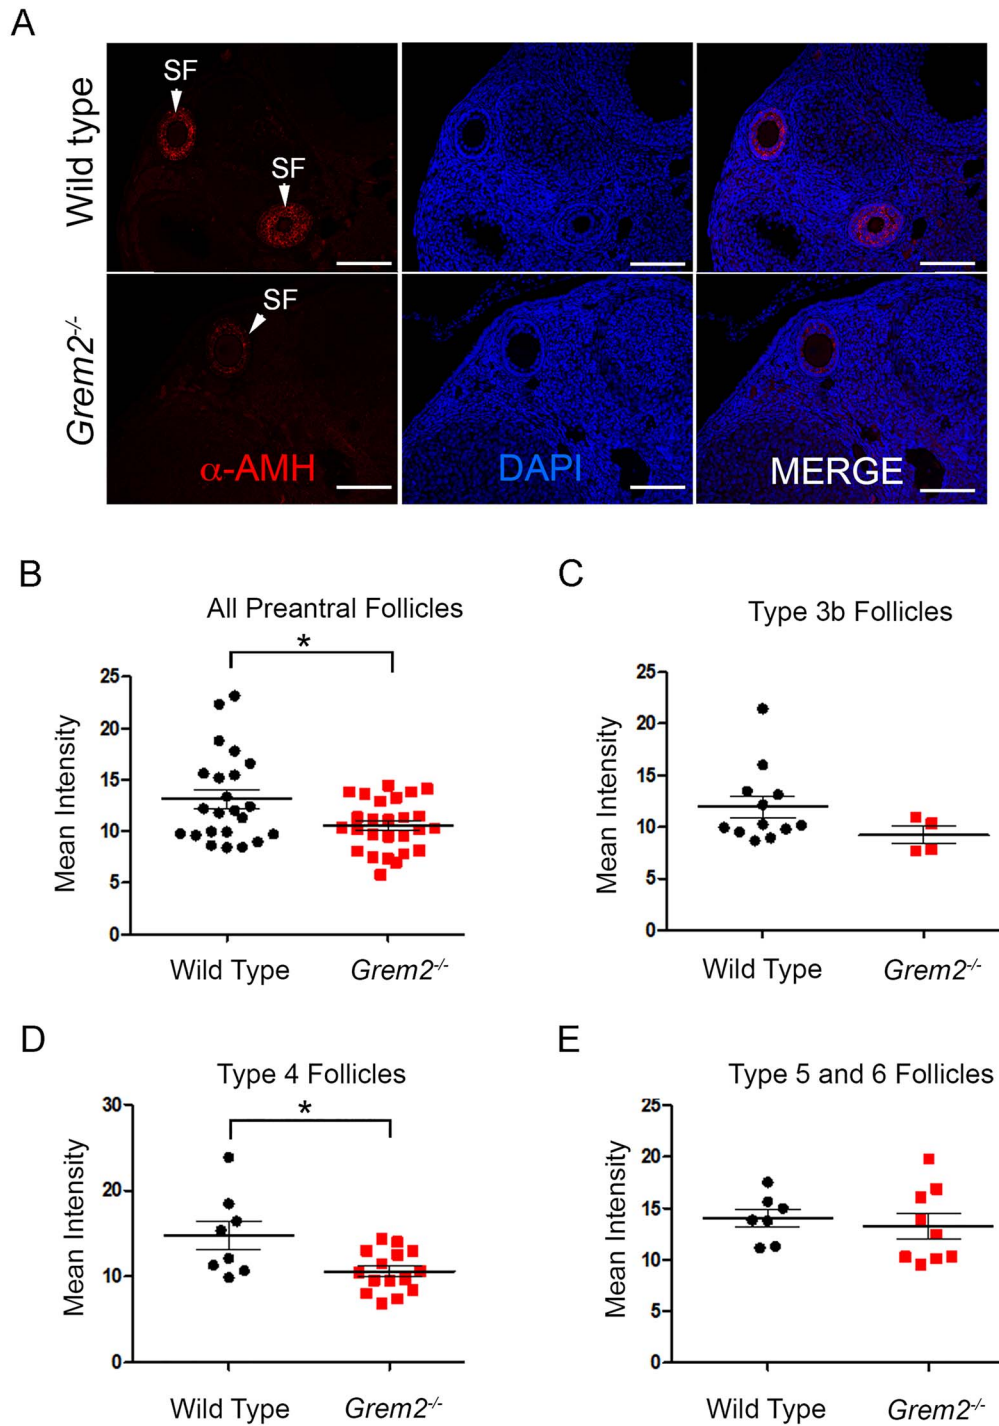 A
Wild type
SF
SF
Grem2-/-
SF
α-AMH
DAPI
MERGE
B
All Preantral Follicles
*
Mean Intensity
25
20
15
10
5
0
Wild Type
Grem2-/-
C
Type 3b Follicles
Mean Intensity
25
20
15
10
5
0
Wild Type
Grem2-/-
D
Type 4 Follicles
*
Mean Intensity
30
20
10
0
Wild Type
Grem2-/-
E
Type 5 and 6 Follicles
Mean Intensity
25
20
15
10
5
0
Wild Type
Grem2-/-